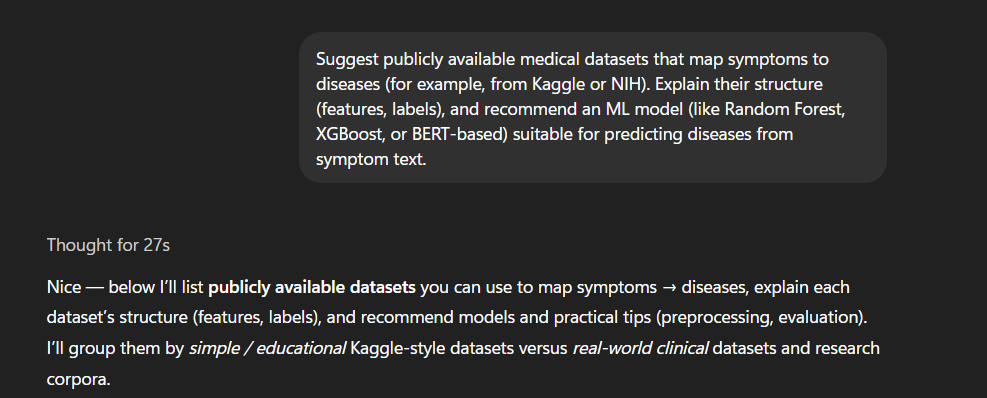 Suggest publicly available medical datasets that map symptoms to
diseases (for example, from Kaggle or NIH). Explain their structure
(features, labels), and recommend an ML model (like Random Forest,
XGBoost, or BERT-based) suitable for predicting diseases from
symptom text.
Thought for 27s
Nice — below I'll list publicly available datasets you can use to map symptoms → diseases, explain each
dataset's structure (features, labels), and recommend models and practical tips (preprocessing, evaluation).
I'll group them by simple / educational Kaggle-style datasets versus real-world clinical datasets and research
corpora.